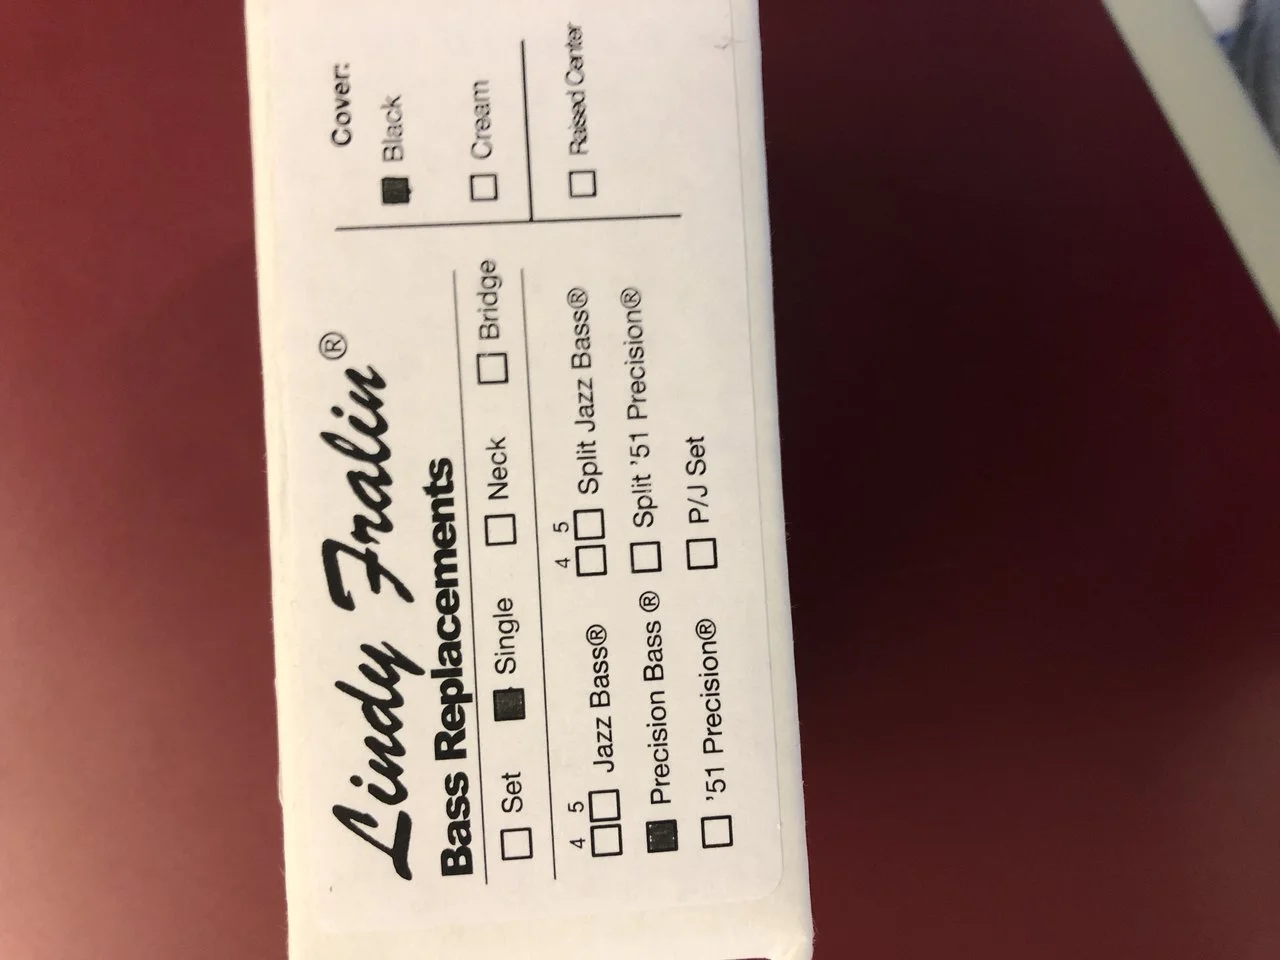 Lindy Fralin®
Bass Replacements
Set Single Neck Bridge
4 5 Jazz Bass® 4 5 Split Jazz Bass®
Precision Bass ® Split '51 Precision®
'51 Precision® P/J Set
Cover:
Black
Cream
Raised Center